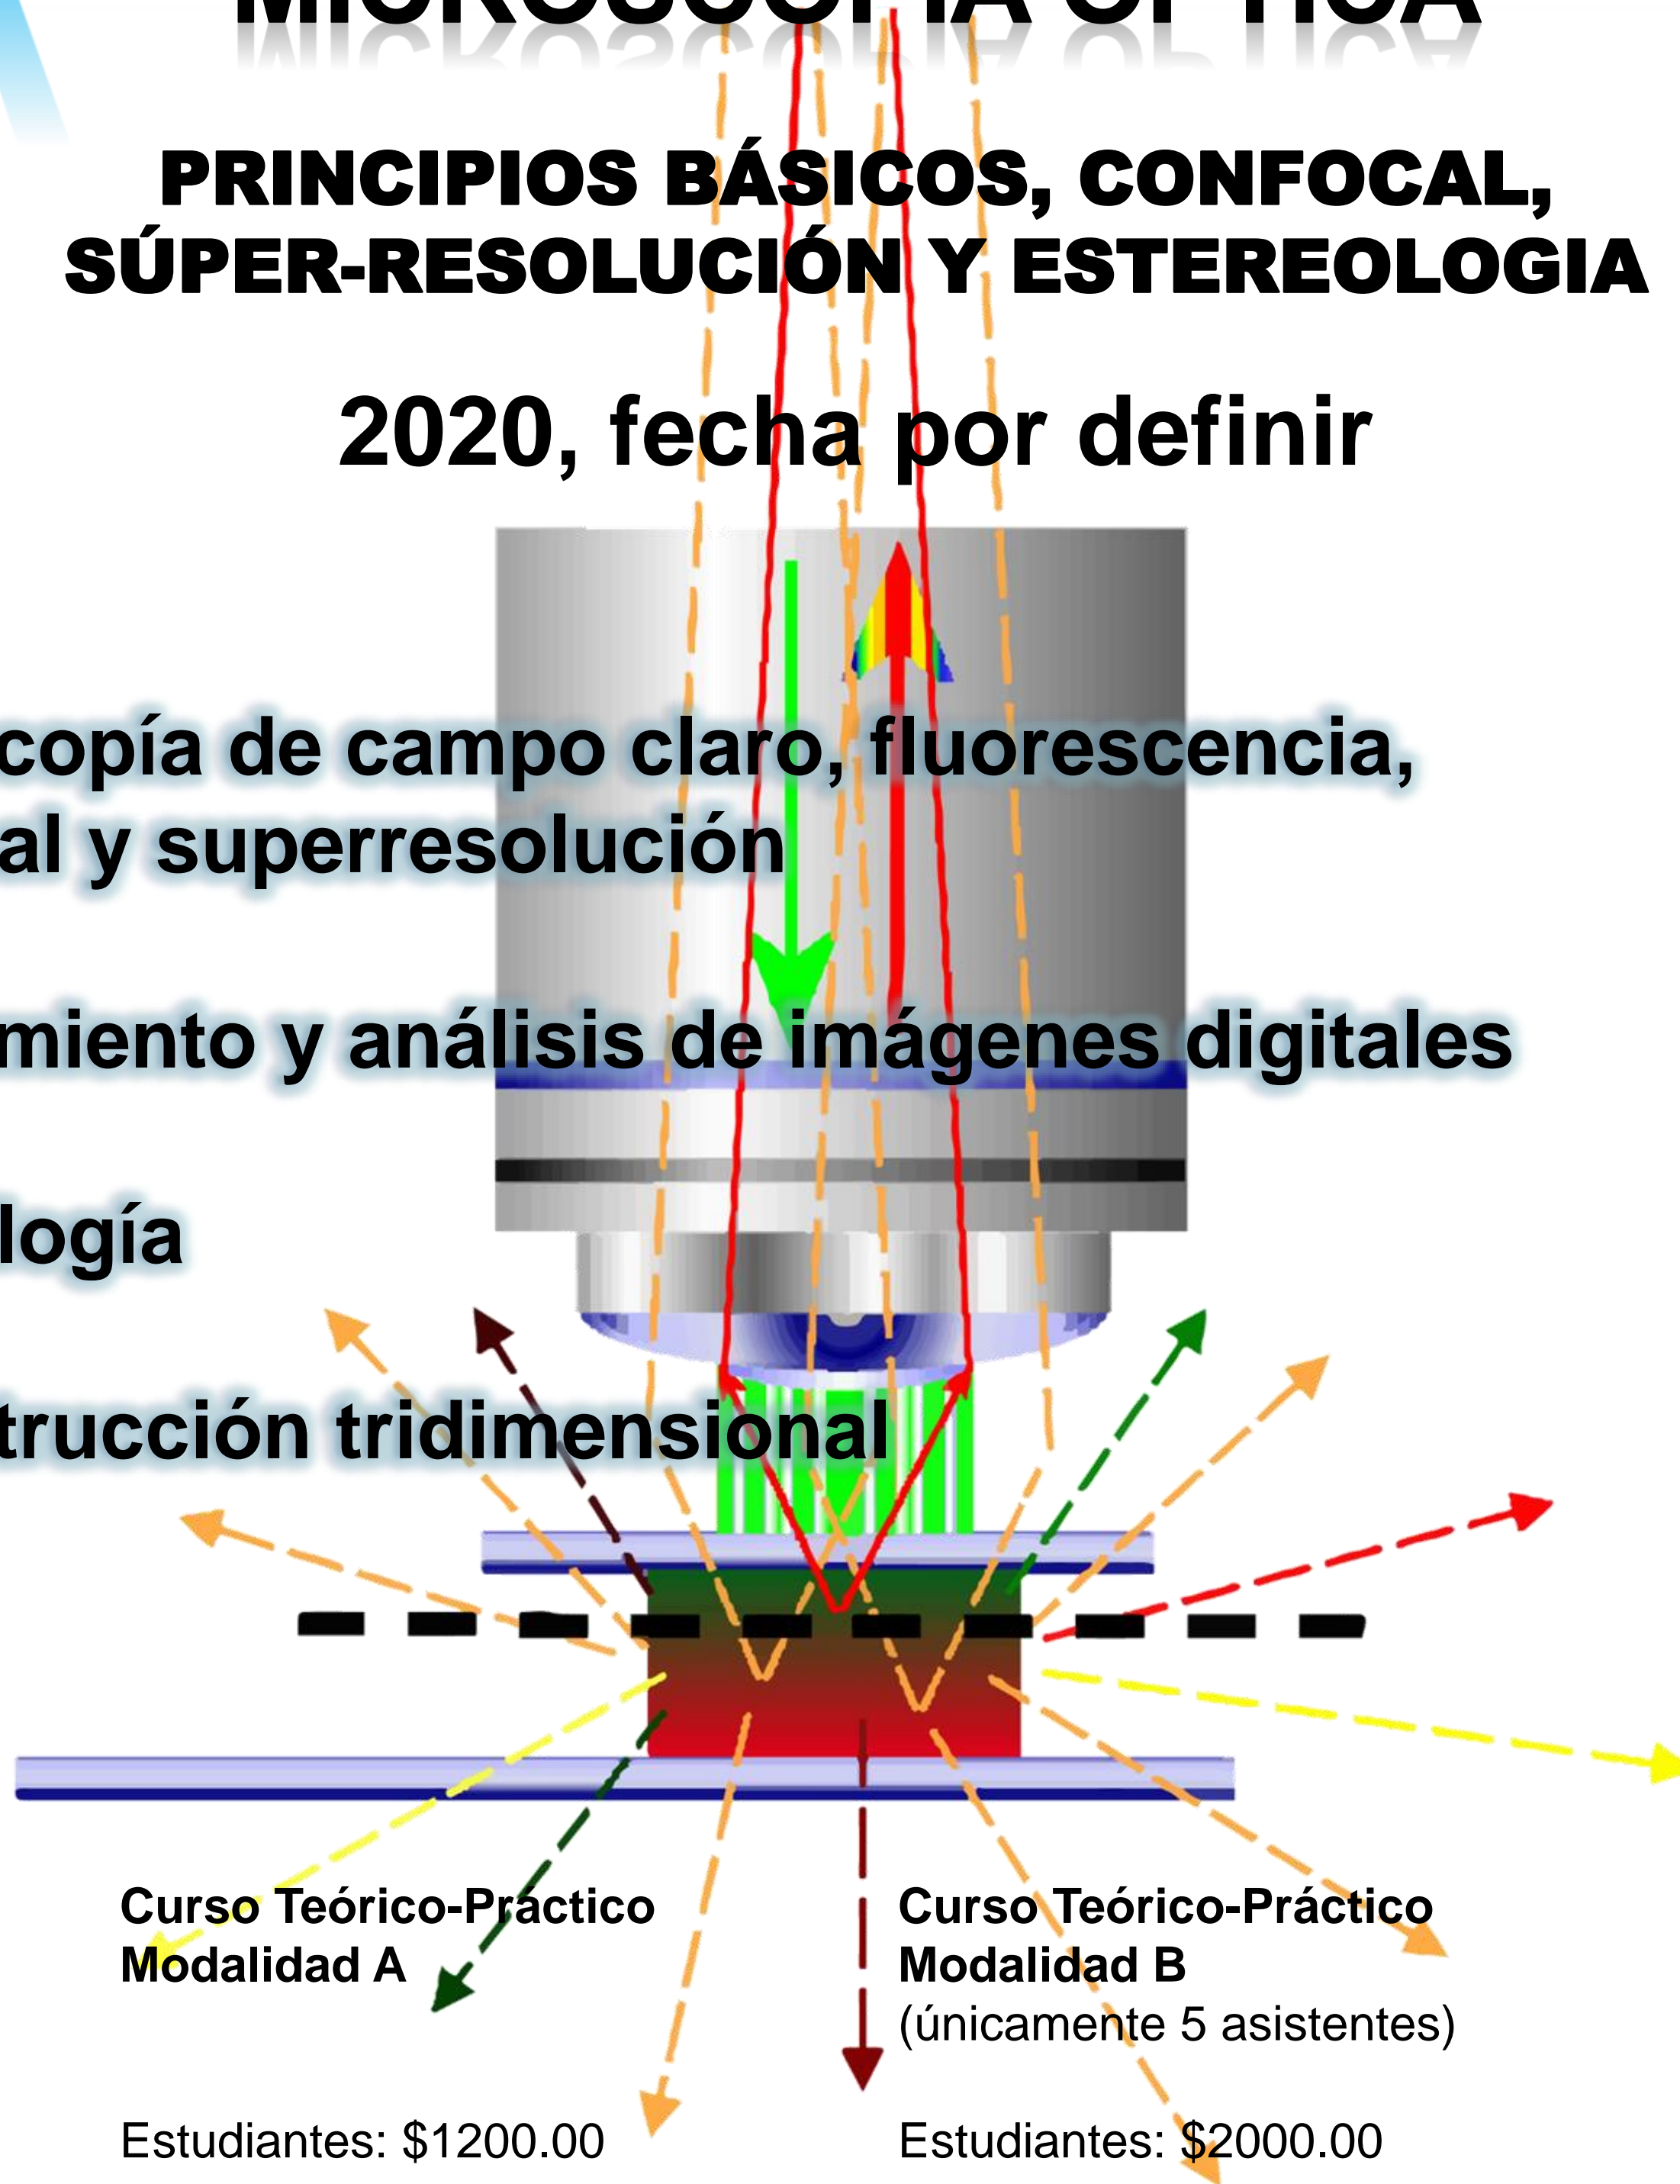 MICROSCOPÍA ÓPTICA
PRINCIPIOS BÁSICOS, CONFOCAL,
SÚPER-RESOLUCIÓN Y ESTEREOLOGIA
2020, fecha por definir
copía de campo claro, fluorescencia,
al y superresolución
miento y análisis de imágenes digitales
logía
trucción tridimensional
Curso Teórico-Práctico
Modalidad A
Estudiantes: $1200.00
Curso Teórico-Práctico
Modalidad B
(únicamente 5 asistentes)
Estudiantes: $2000.00